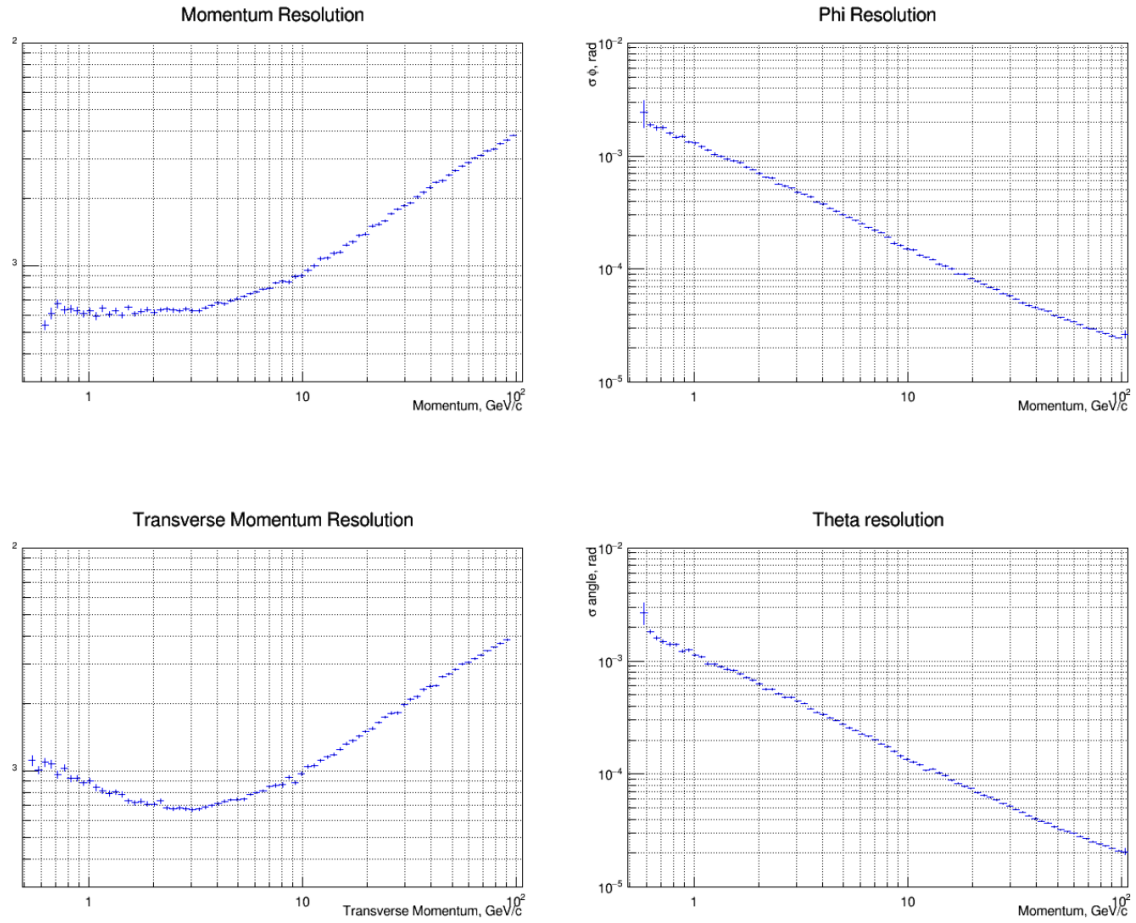 Momentum Resolution
2
3
1
10
10²
Momentum, GeV/c
Phi Resolution
σ ϕ, rad
10⁻²
10⁻³
10⁻⁴
10⁻⁵
1
10
10²
Momentum, GeV/c
Transverse Momentum Resolution
2
3
1
10
10²
Transverse Momentum, GeV/c
Theta resolution
σ angle, rad
10⁻²
10⁻³
10⁻⁴
10⁻⁵
1
10
10²
Momentum, GeV/c